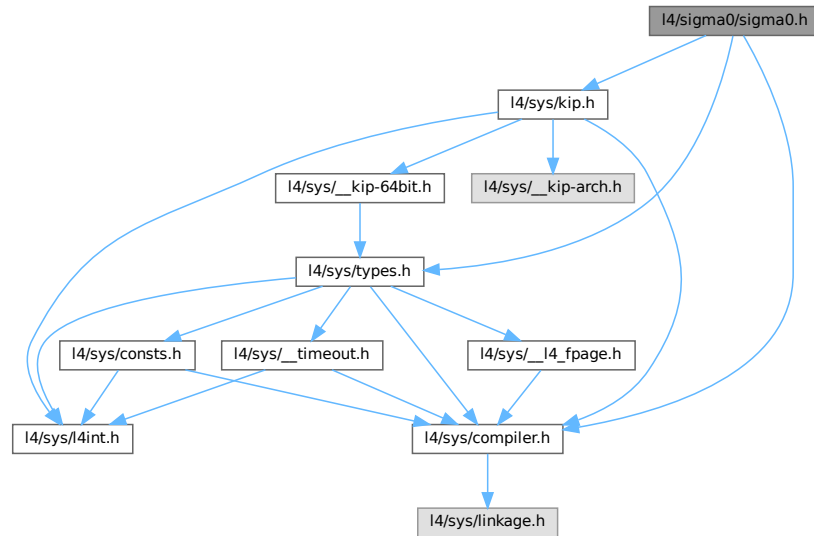 l4/sigma0/sigma0.h
l4/sys/kip.h
l4/sys/__kip-64bit.h
l4/sys/__kip-arch.h
l4/sys/types.h
l4/sys/consts.h
l4/sys/__timeout.h
l4/sys/__l4_fpage.h
l4/sys/l4int.h
l4/sys/compiler.h
l4/sys/linkage.h